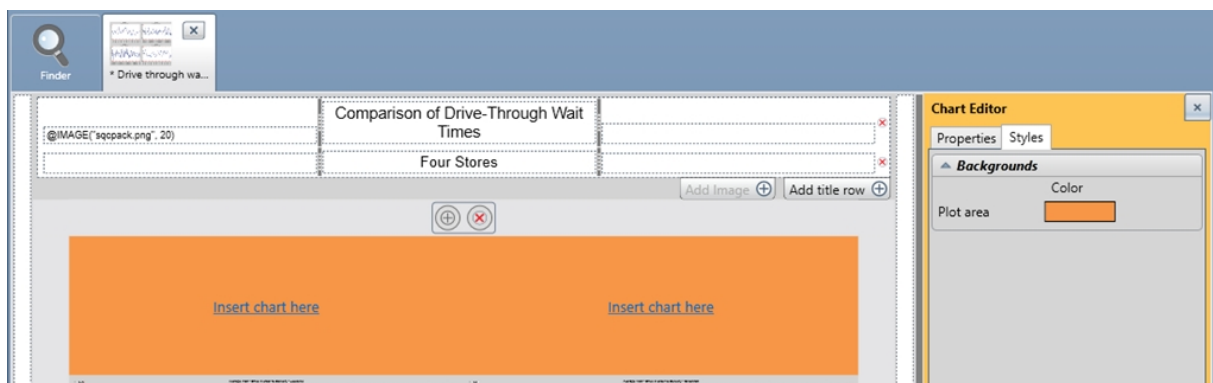 Finder
* Drive through wa...
@IMAGE("sqcpack.png", 20)
Comparison of Drive-Through Wait
Times
Four Stores
Add Image
Add title row
Insert chart here
Insert chart here
Chart Editor
Properties
Styles
Backgrounds
Color
Plot area